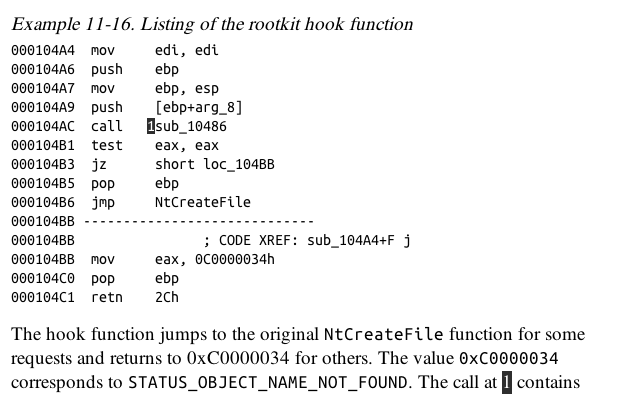 Example 11-16. Listing of the rootkit hook function
000104A4 mov edi, edi
000104A6 push ebp
000104A7 mov ebp, esp
000104A9 push [ebp+arg_8]
000104AC call 1sub_10486
000104B1 test eax, eax
000104B3 jz short loc_104BB
000104B5 pop ebp
000104B6 jmp NtCreateFile
000104BB ----------------------------
000104BB ; CODE XREF: sub_104A4+F j
000104BB mov eax, 0C0000034h
000104C0 pop ebp
000104C1 retn 2Ch
The hook function jumps to the original NtCreateFile function for some
requests and returns to 0xC0000034 for others. The value 0xC0000034
corresponds to STATUS_OBJECT_NAME_NOT_FOUND. The call at 1 contains